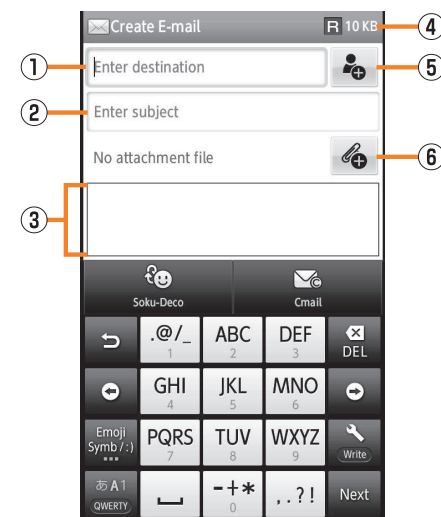 Create E-mail R 10 KB ④
① Enter destination ⑤
② Enter subject
No attachment file ⑥
③
Soku-Deco Cmail
.@/_ ABC DEF DEL
1 2 3
GHI JKL MNO
4 5 6
Emoji PQRS TUV WXYZ
Symb/:) 7 8 9 Write
あA1 -+* ,.?! Next
QWERTY 0